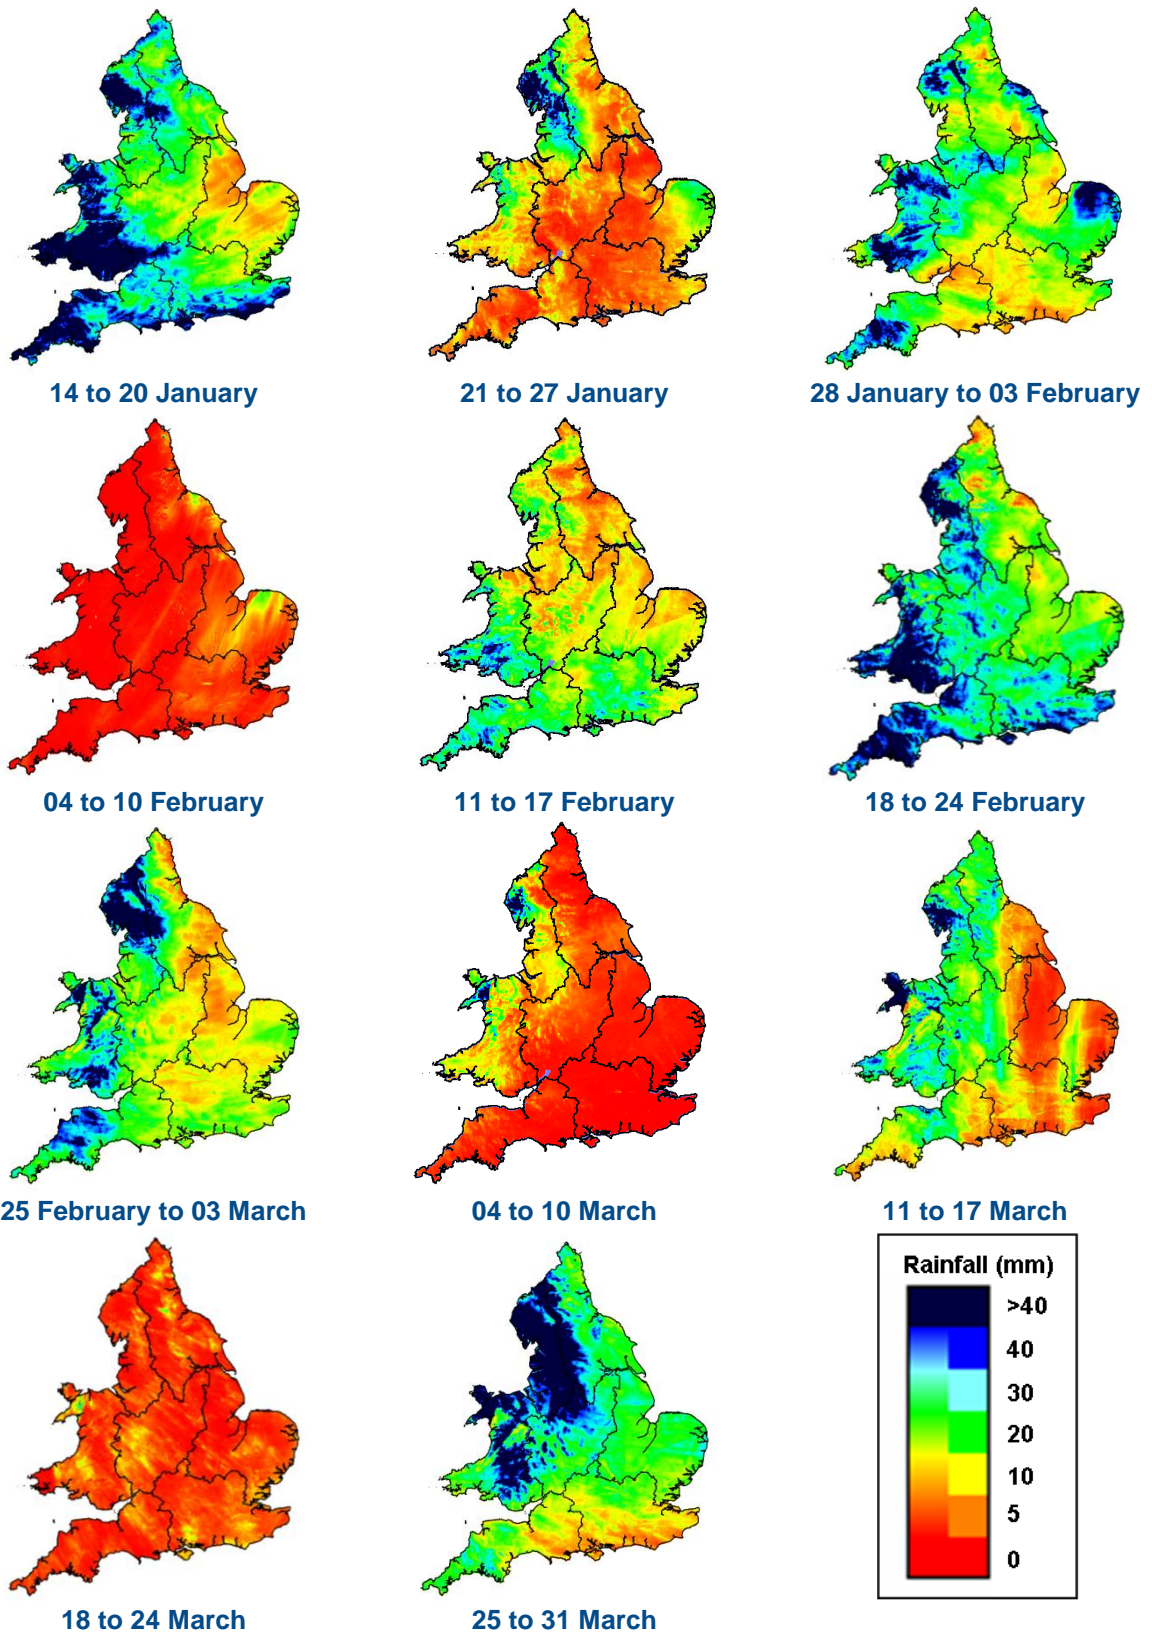 14 to 20 January
21 to 27 January
28 January to 03 February
04 to 10 February
11 to 17 February
18 to 24 February
25 February to 03 March
04 to 10 March
11 to 17 March
18 to 24 March
25 to 31 March
Rainfall (mm)
>40
40
30
20
10
5
0